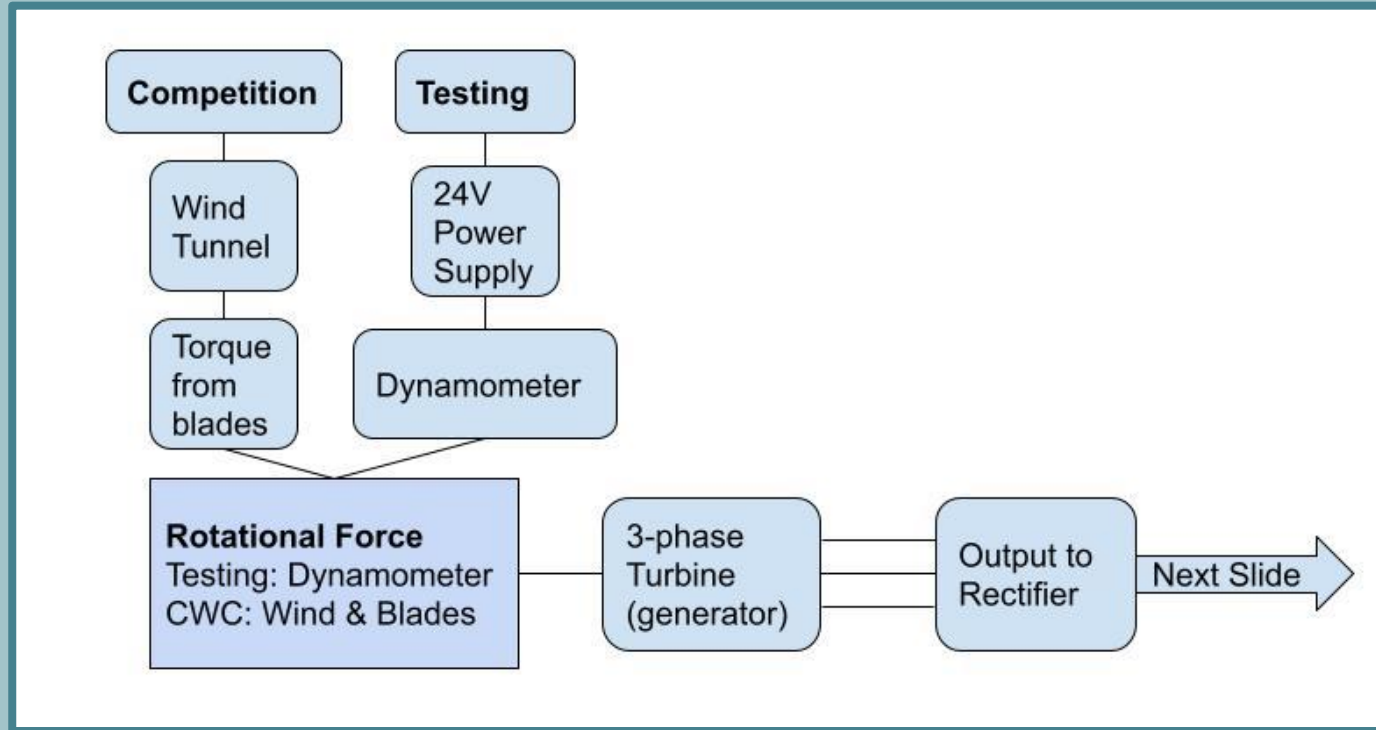 Competition
Testing
Wind
Tunnel
24V
Power
Supply
Torque
from
blades
Dynamometer
Rotational Force
Testing: Dynamometer
CWC: Wind & Blades
3-phase
Turbine
(generator)
Output to
Rectifier
Next Slide